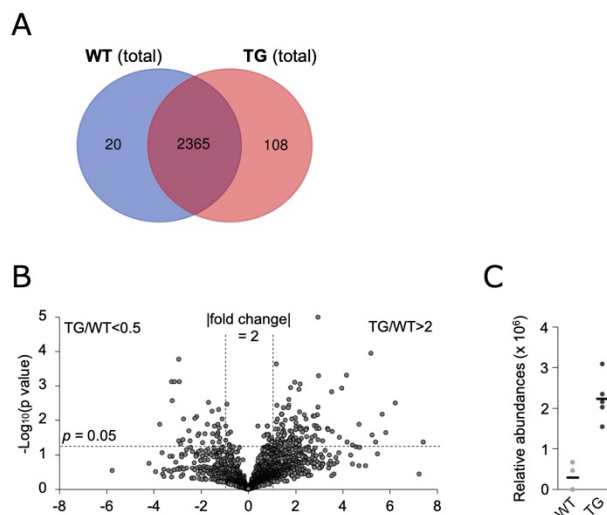 A
WT (total)
TG (total)
20
2365
108
B
C
TG/WT<0.5
|fold change|
= 2
TG/WT>2
p = 0.05
-Log10(p value)
5
4
3
2
1
0
-8
-6
-4
-2
0
2
4
6
8
Relative abundances (x 10⁶)
4
3
2
1
0
WT
TG